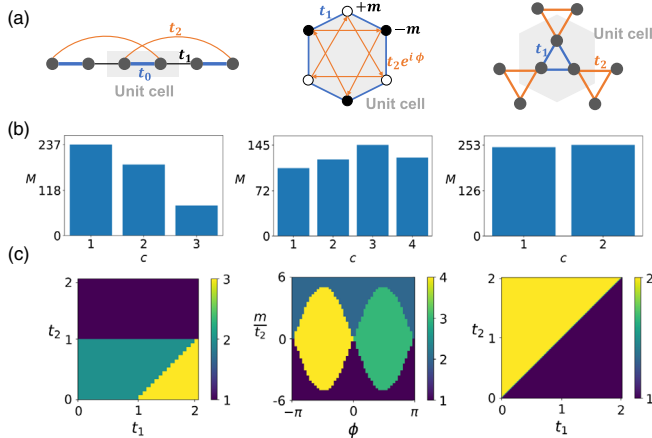 (a)
t₂
t₁
t₀
Unit cell
t₁
+m
−m
t₂e^{iϕ}
Unit cell
Unit cell
t₁
t₂
(b)
237
118
0
M
1 2 3
c
145
72
0
M
1 2 3 4
c
253
126
0
M
1 2
c
(c)
2
1
0
t₂
0 1 2
t₁
3
2
1
6
0
-6
m/t₂
−π 0 π
ϕ
4
3
2
1
2
1
0
t₂
0 1 2
t₁
2
1